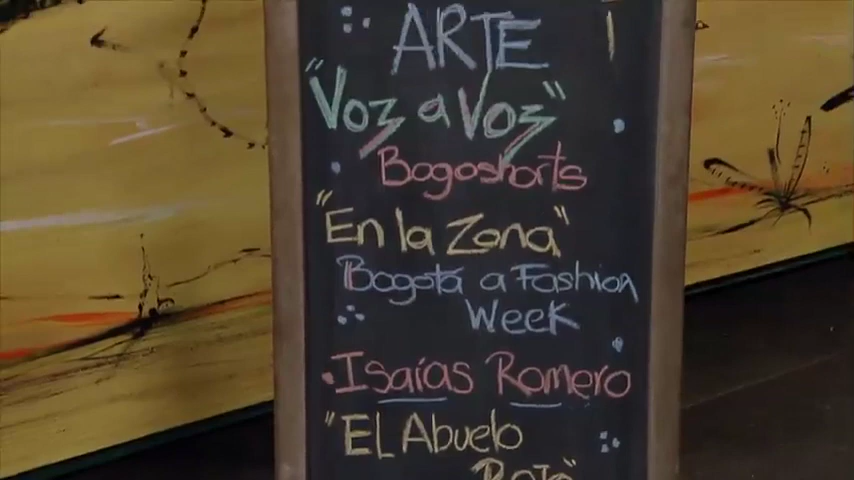 ARTE
"Voz a Voz"
Bogoshorts
"En la Zona"
Bogotá a Fashion
Week
Isaías Romero
"EL Abuelo